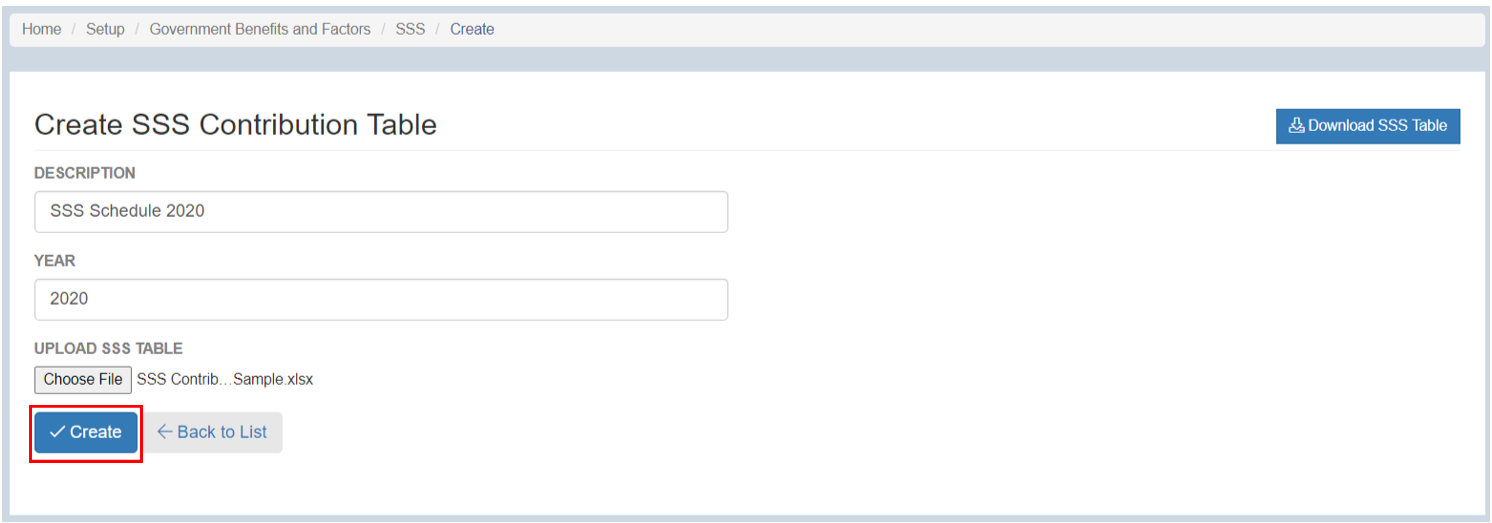 Home / Setup / Government Benefits and Factors / SSS / Create
Create SSS Contribution Table
Download SSS Table
DESCRIPTION
SSS Schedule 2020
YEAR
2020
UPLOAD SSS TABLE
Choose File SSS Contrib...Sample.xlsx
Create Back to List